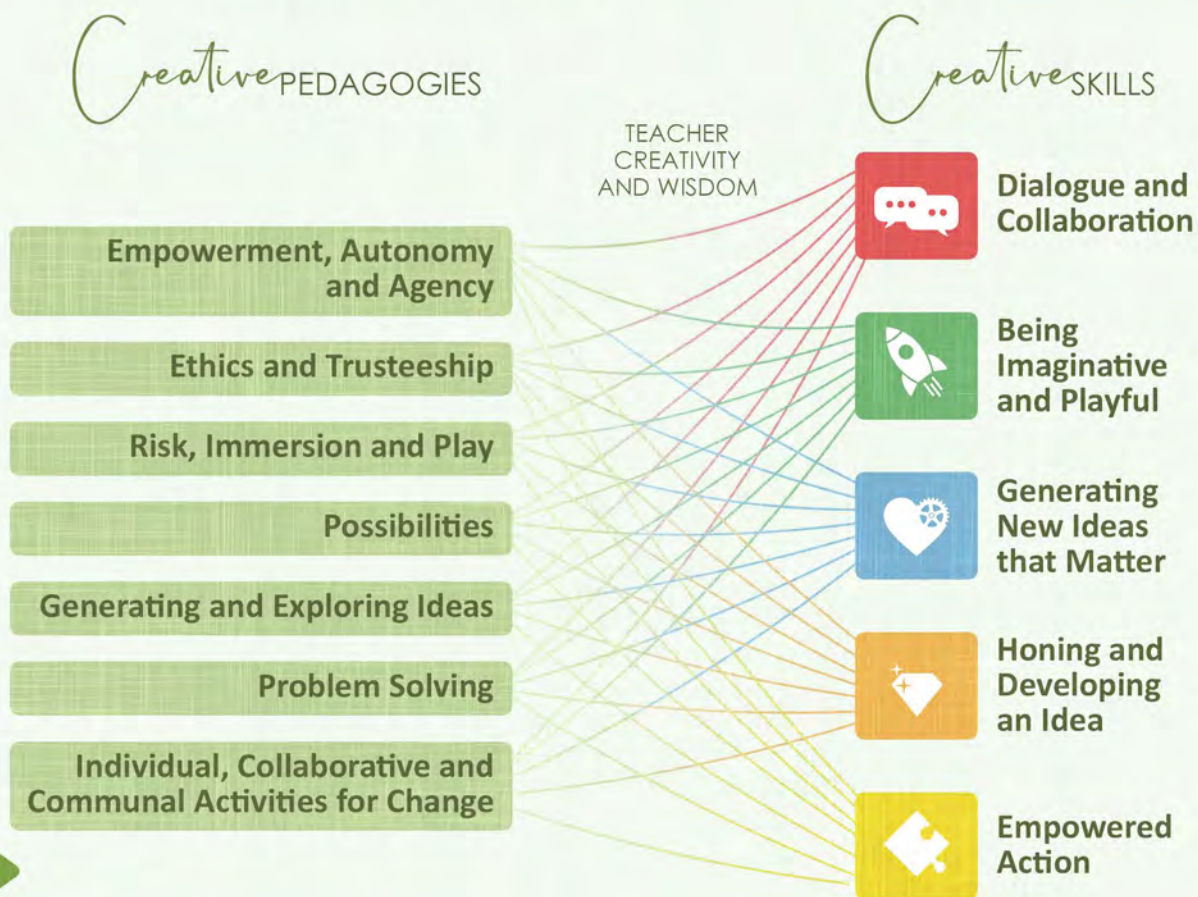 Creative PEDAGOGIES
Creative SKILLS
TEACHER
CREATIVITY
AND WISDOM
Empowerment, Autonomy
and Agency
Ethics and Trusteeship
Risk, Immersion and Play
Possibilities
Generating and Exploring Ideas
Problem Solving
Individual, Collaborative and
Communal Activities for Change
Dialogue and
Collaboration
Being
Imaginative
and Playful
Generating
New Ideas
that Matter
Honing and
Developing
an Idea
Empowered
Action